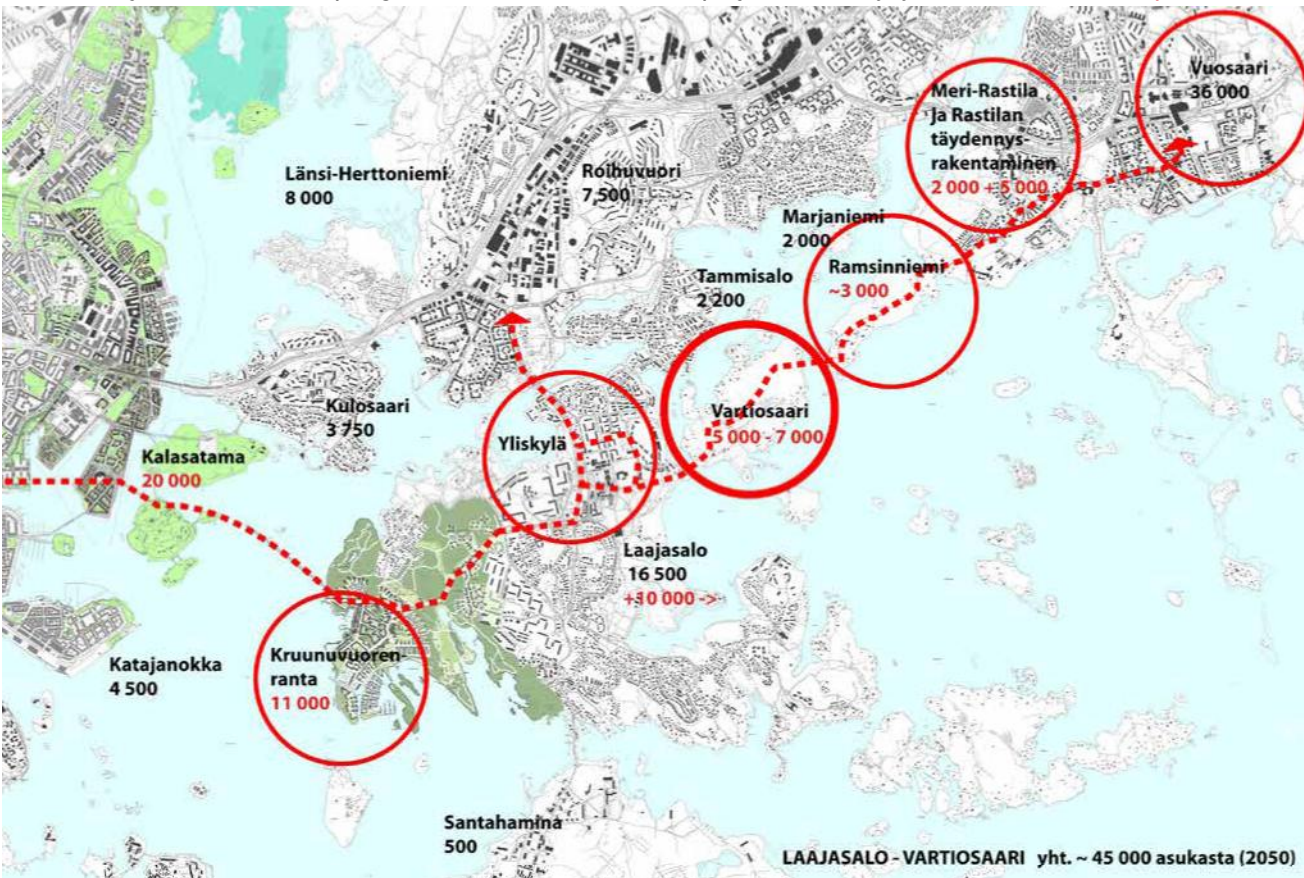 Vuosaari
36 000
Meri-Rastila
ja Rastilan
täydennys-
rakentaminen
2 000 + 5 000
Länsi-Herttoniemi
8 000
Roihuvuori
7 500
Marjaniemi
2 000
Ramsinniemi
~3 000
Tammisalo
2 200
Kulosaari
3 750
Vartiosaari
5 000 - 7 000
Yliskylä
Kalasatama
20 000
Laajasalo
16 500
+10 000 ->
Katajanokka
4 500
Kruunuvuoren-
ranta
11 000
Santahamina
500
LAAJASALO - VARTIOSAARI yht. ~ 45 000 asukasta (2050)